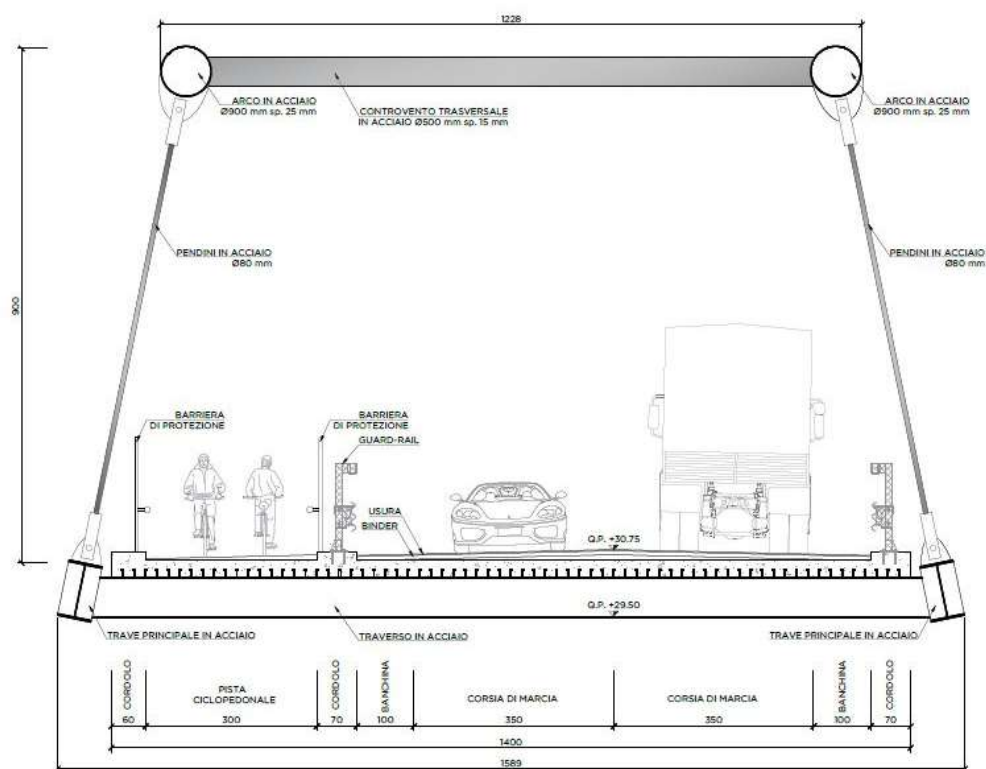 1228
900
ARCO IN ACCIAIO
Ø900 mm sp. 25 mm
CONTROVENTO TRASVERSALE
IN ACCIAIO Ø500 mm sp. 15 mm
ARCO IN ACCIAIO
Ø900 mm sp. 25 mm
PENDINI IN ACCIAIO
Ø80 mm
PENDINI IN ACCIAIO
Ø80 mm
BARRIERA
DI PROTEZIONE
BARRIERA
DI PROTEZIONE
GUARD-RAIL
USURA
BINDER
Q.P. +30.75
Q.P. +29.50
TRAVE PRINCIPALE IN ACCIAIO
TRAVERSO IN ACCIAIO
TRAVE PRINCIPALE IN ACCIAIO
CORDOLO
PISTA
CICLOPEDONALE
CORDOLO
BANCHINA
CORSIA DI MARCIA
CORSIA DI MARCIA
BANCHINA
CORDOLO
60
300
70
100
350
350
100
70
1400
1589